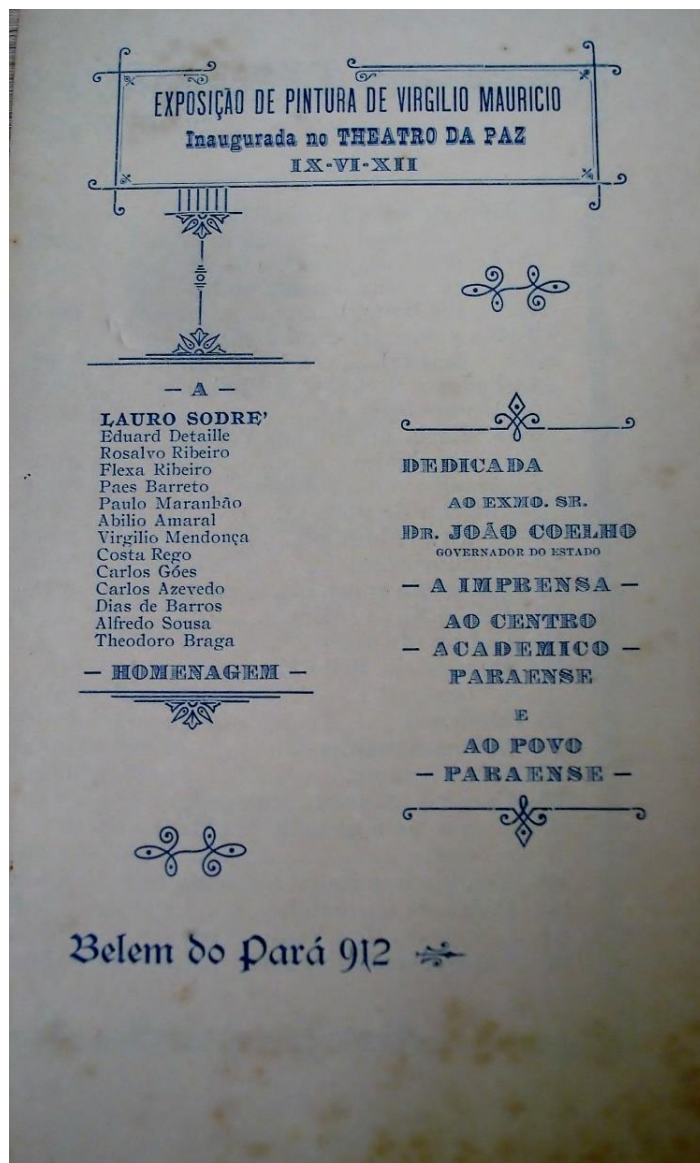 EXPOSIÇÃO DE PINTURA DE VIRGILIO MAURICIO
Inaugurada no THEATRO DA PAZ
IX-VI-XII
— A —
LAURO SODRE'
Eduard Detaille
Rosalvo Ribeiro
Flexa Ribeiro
Paes Barreto
Paulo Maranhão
Abilio Amaral
Virgilio Mendonça
Costa Rego
Carlos Góes
Carlos Azevedo
Dias de Barros
Alfredo Sousa
Theodoro Braga
— HOMENAGEM —
DEDICADA
AO EXMO. SR.
DR. JOÃO COELHO
GOVERNADOR DO ESTADO
— A IMPRENSA —
AO CENTRO
— ACADEMICO —
PARAENSE
E
AO POVO
— PARAENSE —
Belem do Pará 912